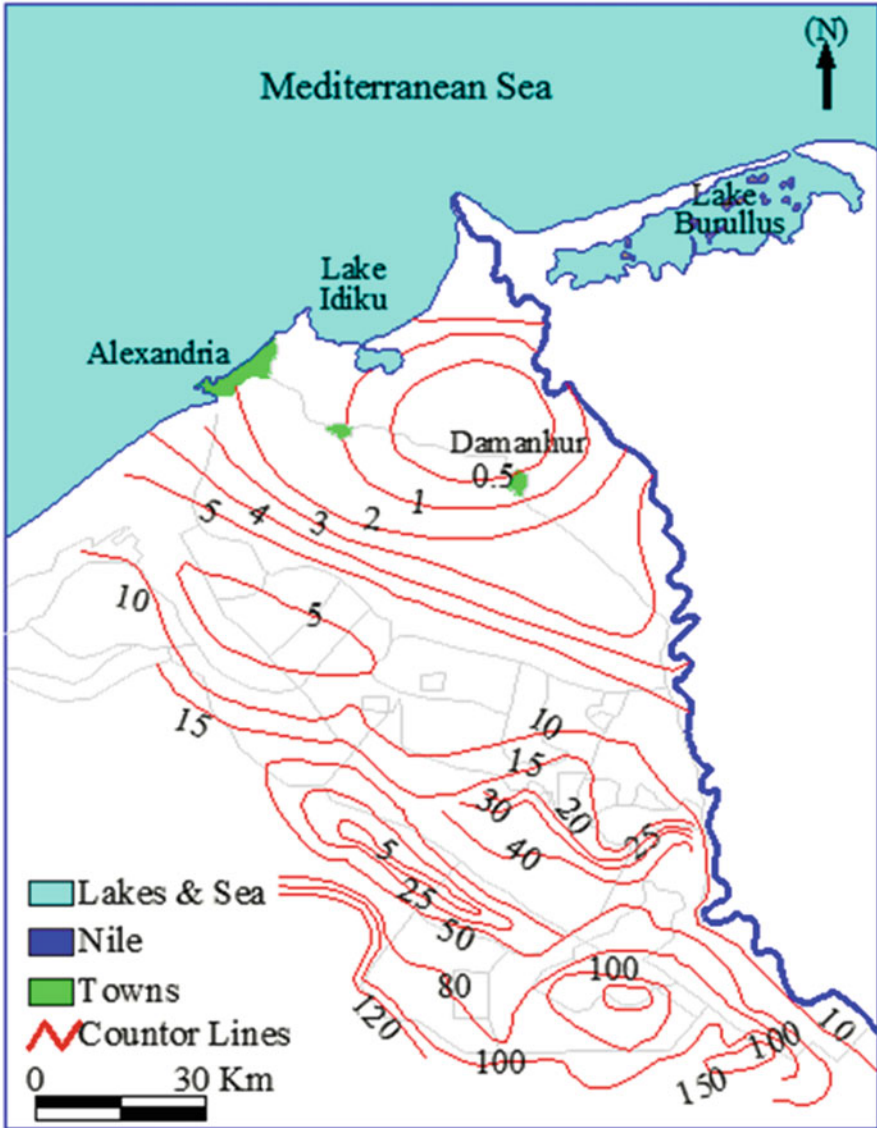 (N)
Mediterranean Sea
Lake
Burullus
Lake
Idiku
Alexandria
Damanhur
0.5
1
2
3
4
5
10
5
15
10
15
30
20
25
40
5
25
50
80
100
120
100
100
150
10
Lakes & Sea
Nile
Towns
Countor Lines
0 30 Km